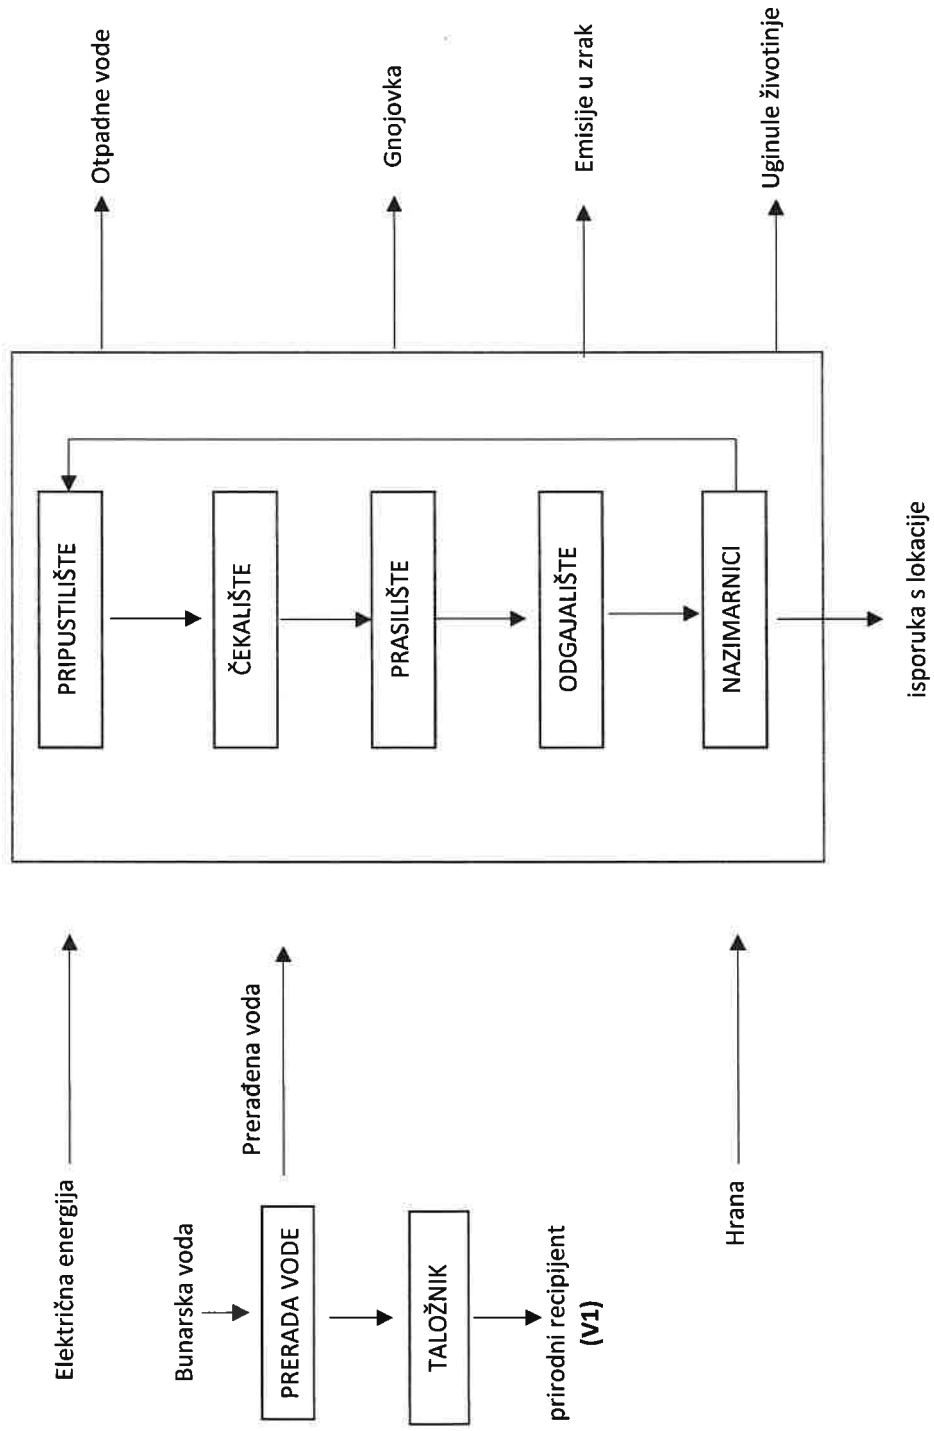 Električna energija
Bunarska voda
PRERADA VODE
Prerađena voda
TALOŽNIK
prirodni recipijent
(V1)
Hrana
PRIPUSTILIŠTE
ČEKALIŠTE
PRASILIŠTE
ODGAJALIŠTE
NAZIMARNICI
isporuka s lokacije
Otpadne vode
Gnojovka
Emisije u zrak
Uginule životinje